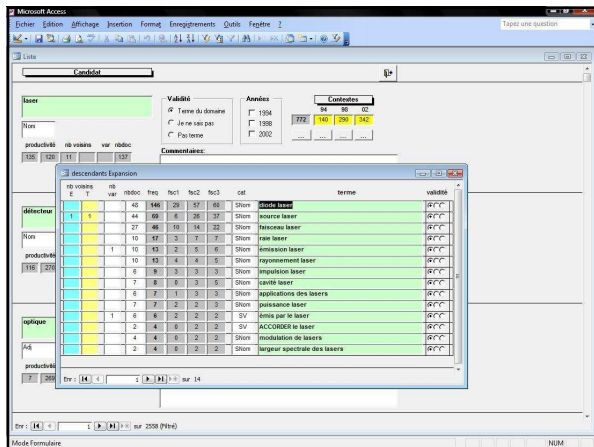 Microsoft Access
Fichier Edition Affichage Insertion Format Enregistrements Outils Fenêtre ?
Tapez une question
Liste
Candidat
laser
Nom
productivité nb voisins var nbdoc
135 120 11 137
Validité
Terme du domaine
Je ne sais pas
Pas terme
Années
1994
1998
2002
Contextes
94 98 02
772 140 290 342
... ... ...
Commentaires:
détecteur
Nom
productivité
116 270
optique
Adj
productivité
7 269
descendants Expansion
nb voisins nb
E T var nbdoc freq fsc1 fsc2 fsc3 cat terme validité
48 146 29 57 60 SNom diode laser
1 1 44 69 6 26 37 SNom source laser
27 46 10 14 22 SNom faisceau laser
10 17 3 7 7 SNom raie laser
1 10 13 2 5 6 SNom émission laser
10 13 4 4 5 SNom rayonnement laser
6 9 3 3 3 SNom impulsion laser
7 8 0 3 5 SNom cavité laser
6 7 1 3 3 SNom applications des lasers
7 7 2 2 3 SNom puissance laser
1 6 6 2 2 2 SV émis par le laser
2 4 0 2 2 SV ACCORDER le laser
4 4 0 2 2 SNom modulation de lasers
2 4 0 2 2 SNom largeur spectrale des lasers
Enr : 1 sur 14
Enr : 1 sur 2558 (Filtré)
Mode Formulaire NUM